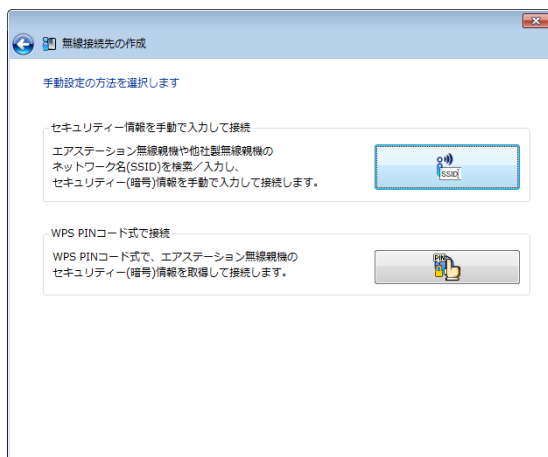 無線接続先の作成
手動設定の方法を選択します
セキュリティー情報を手動で入力して接続
エアステーション無線親機や他社製無線親機の
ネットワーク名(SSID)を検索／入力し、
セキュリティー(暗号)情報を手動で入力して接続します。
SSID
WPS PINコード式で接続
WPS PINコード式で、エアステーション無線親機の
セキュリティー(暗号)情報を取得して接続します。
PIN